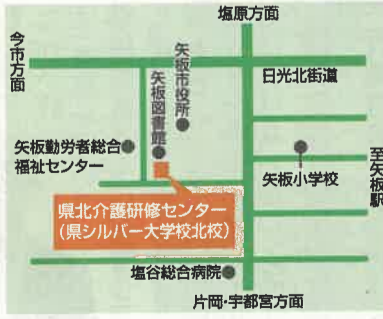 塩原方面
今市方面
日光北街道
矢板市役所
矢板図書館
矢板勤労者総合
福祉センター
矢板小学校
至矢板駅
県北介護研修センター
(県シルバー大学校北校)
塩谷総合病院
片岡・宇都宮方面